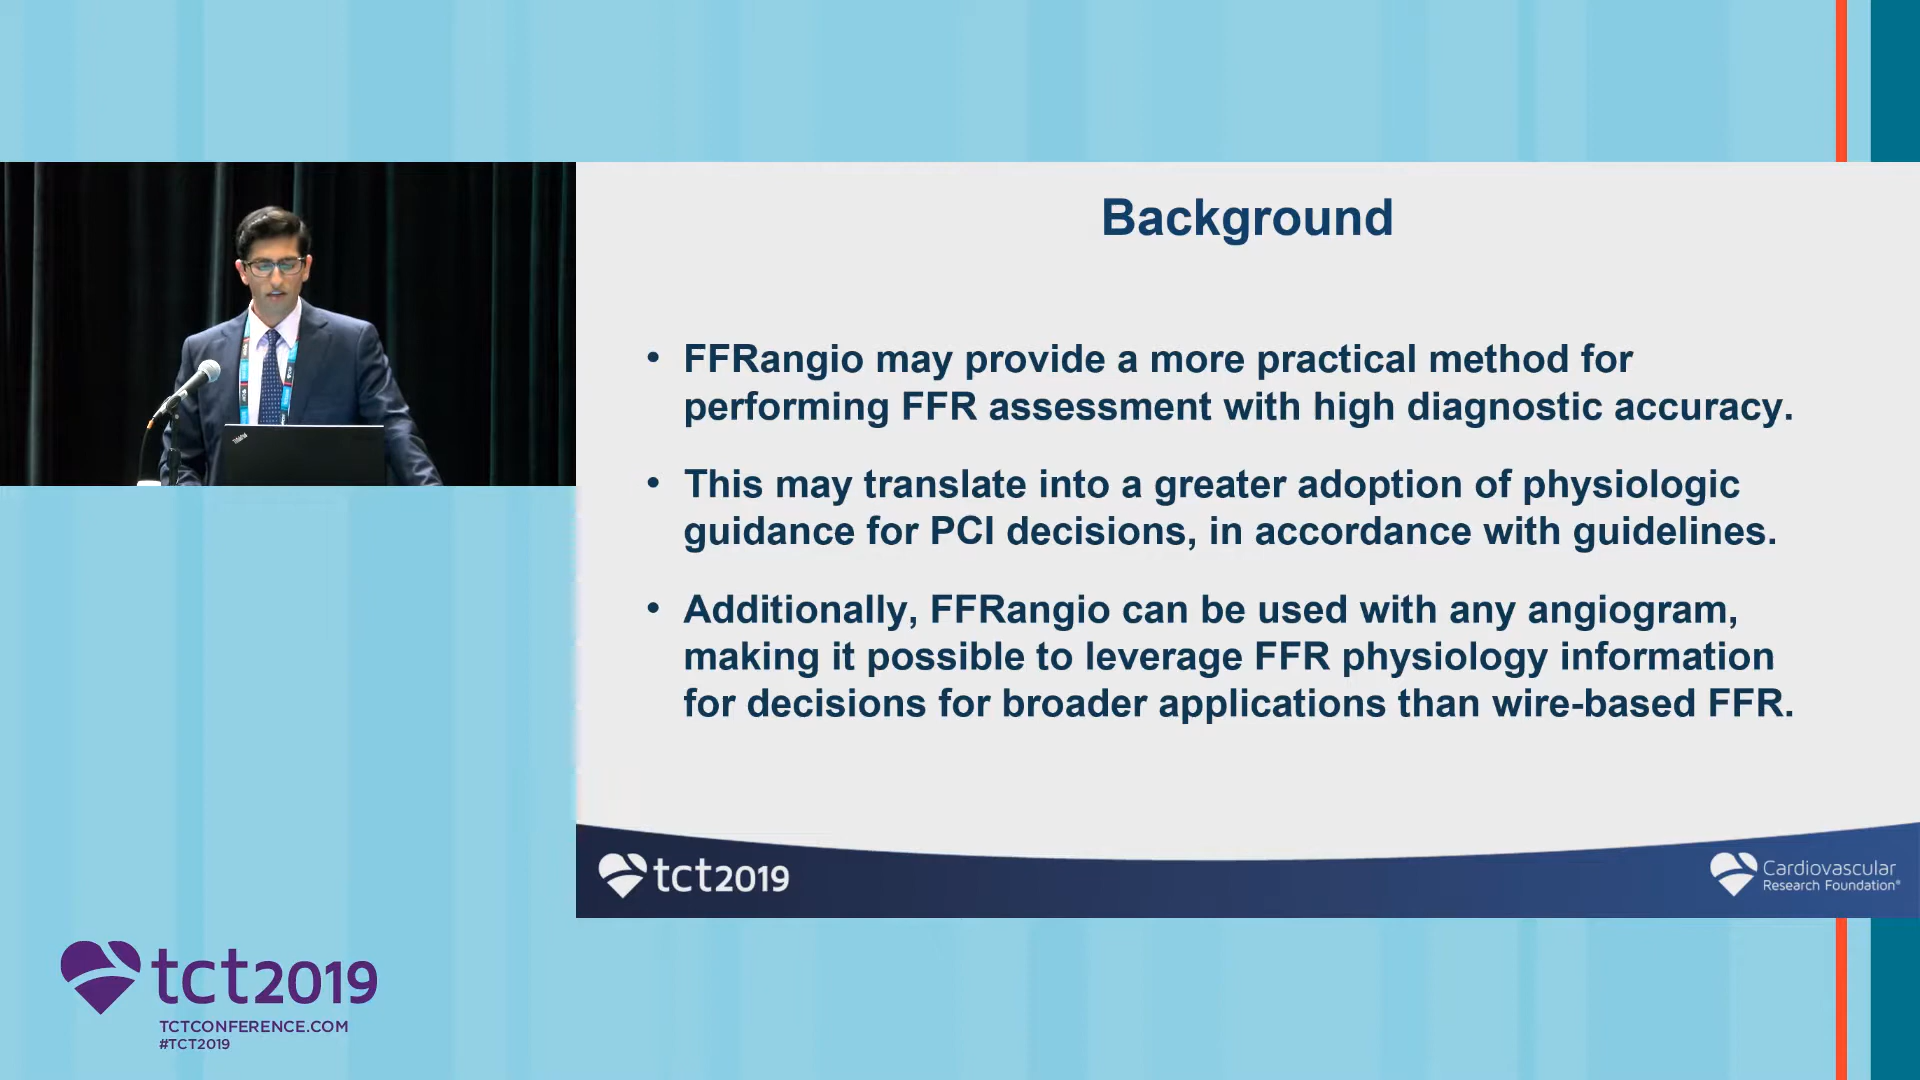 Background
• FFRangio may provide a more practical method for
performing FFR assessment with high diagnostic accuracy.
• This may translate into a greater adoption of physiologic
guidance for PCI decisions, in accordance with guidelines.
• Additionally, FFRangio can be used with any angiogram,
making it possible to leverage FFR physiology information
for decisions for broader applications than wire-based FFR.
tct2019
Cardiovascular
Research Foundation®
tct2019
TCTCONFERENCE.COM
#TCT2019